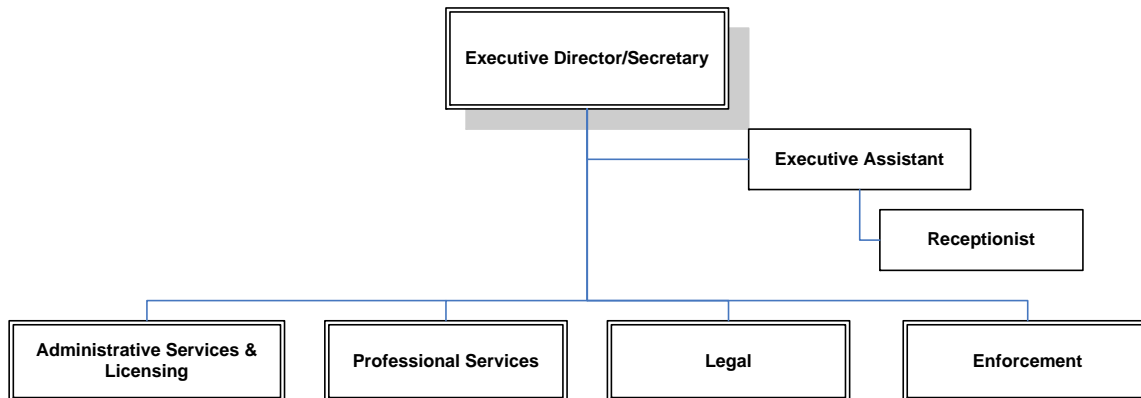 Executive Director/Secretary
Executive Assistant
Receptionist
Administrative Services &
Licensing
Professional Services
Legal
Enforcement